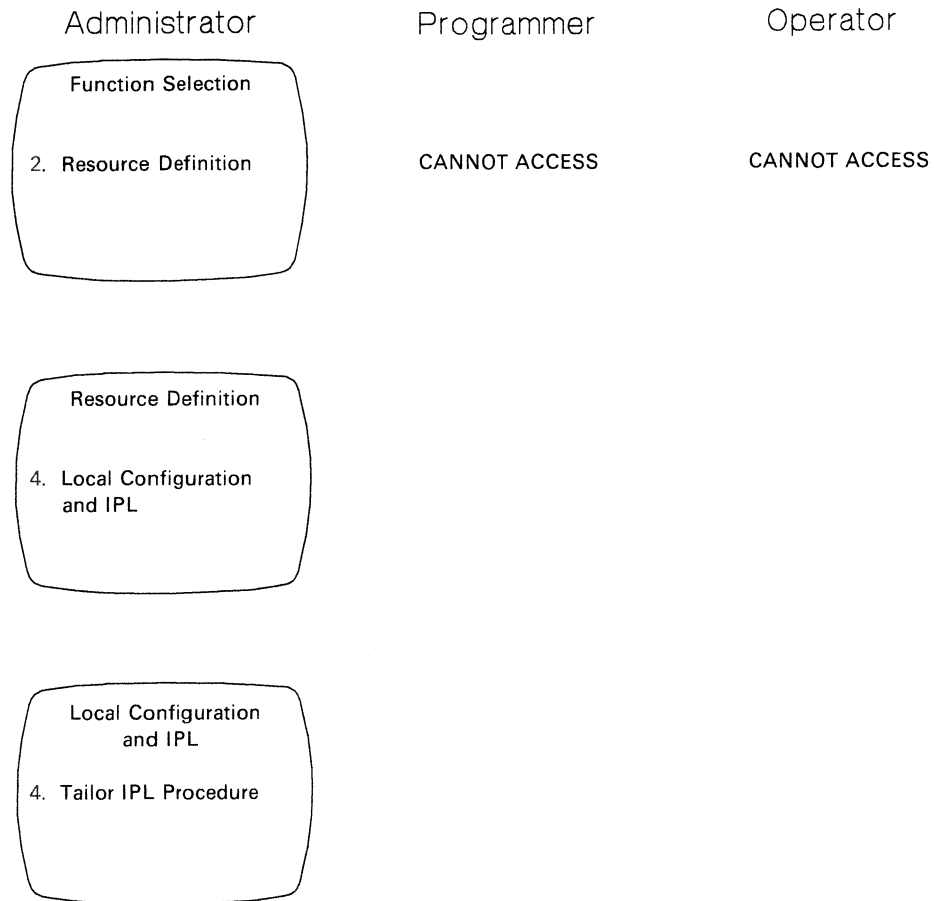 Administrator Programmer Operator
Function Selection
2. Resource Definition CANNOT ACCESS CANNOT ACCESS
Resource Definition
4. Local Configuration
and IPL
Local Configuration
and IPL
4. Tailor IPL Procedure